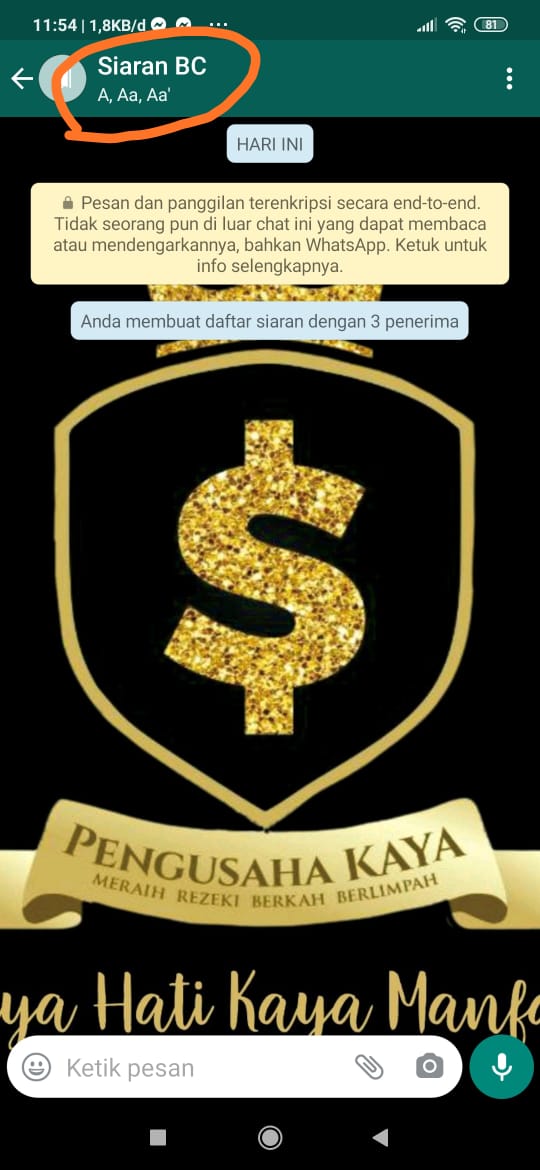 11:54 | 1,8KB/d ...
81
Siaran BC
A, Aa, Aa'
HARI INI
Pesan dan panggilan terenkripsi secara end-to-end.
Tidak seorang pun di luar chat ini yang dapat membaca
atau mendengarkannya, bahkan WhatsApp. Ketuk untuk
info selengkapnya.
Anda membuat daftar siaran dengan 3 penerima
$
PENGUSAHA KAYA
MERAIH REZEKI BERKAH BERLIMPAH
ya Hati Kaya Manfa
Ketik pesan